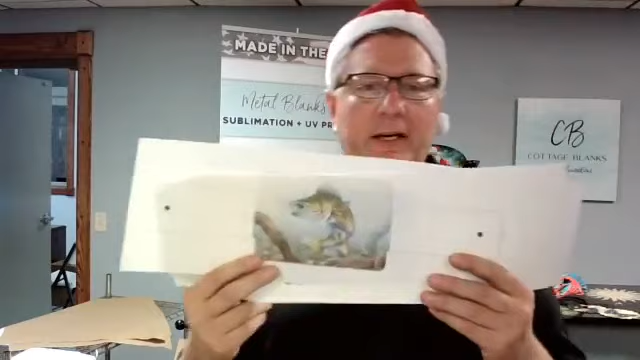 MADE IN THE
Metal Blanks
SUBLIMATION + UV PR
CB
COTTAGE BLANKS